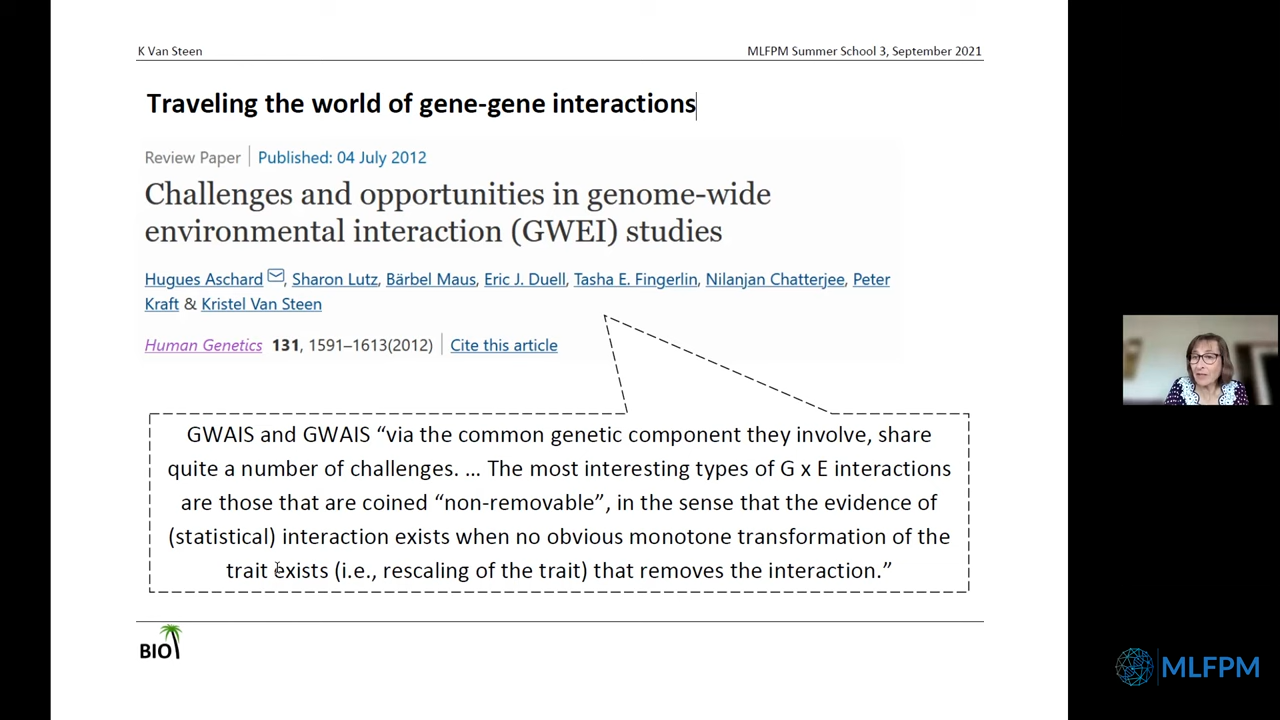 K Van Steen
MLFPM Summer School 3, September 2021
Traveling the world of gene-gene interactions
Review Paper Published: 04 July 2012
Challenges and opportunities in genome-wide
environmental interaction (GWEI) studies
Hugues Aschard, Sharon Lutz, Bärbel Maus, Eric J. Duell, Tasha E. Fingerlin, Nilanjan Chatterjee, Peter
Kraft & Kristel Van Steen
Human Genetics 131, 1591–1613(2012) Cite this article
GWAIS and GWAIS “via the common genetic component they involve, share
quite a number of challenges. … The most interesting types of G x E interactions
are those that are coined “non-removable”, in the sense that the evidence of
(statistical) interaction exists when no obvious monotone transformation of the
trait exists (i.e., rescaling of the trait) that removes the interaction.”
BIO
MLFPM